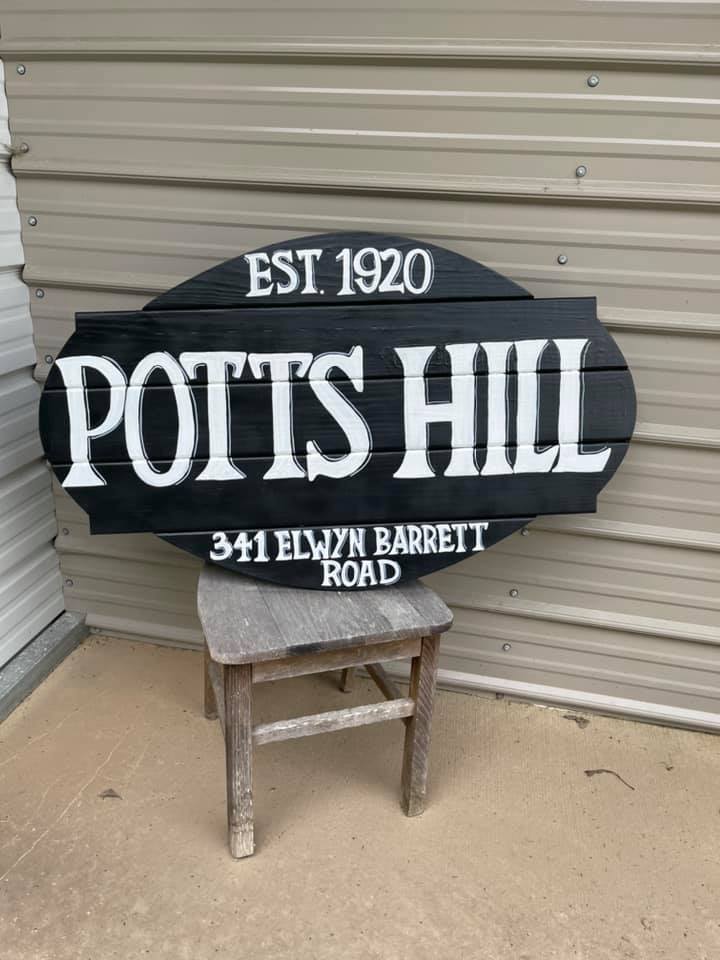 EST. 1920
POTTS HILL
341 ELWYN BARRETT
ROAD